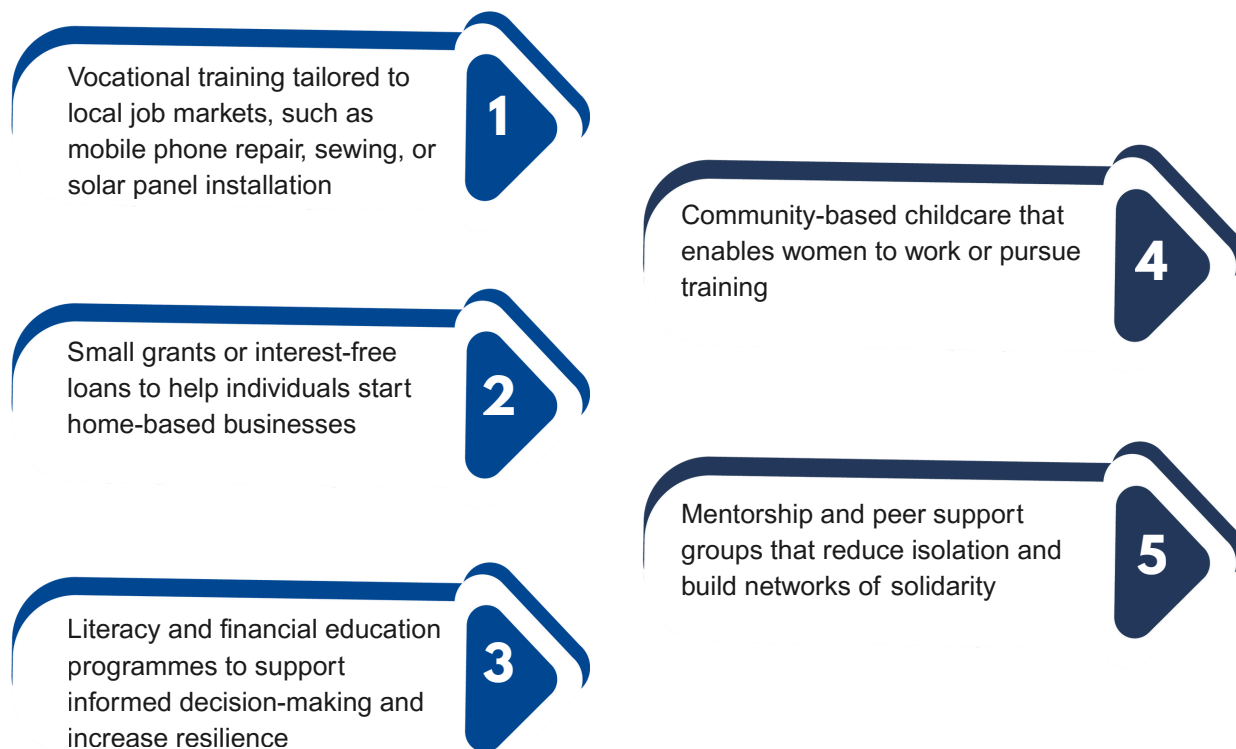 Vocational training tailored to
local job markets, such as
mobile phone repair, sewing, or
solar panel installation
1
Small grants or interest-free
loans to help individuals start
home-based businesses
2
Literacy and financial education
programmes to support
informed decision-making and
increase resilience
3
Community-based childcare that
enables women to work or pursue
training
4
Mentorship and peer support
groups that reduce isolation and
build networks of solidarity
5